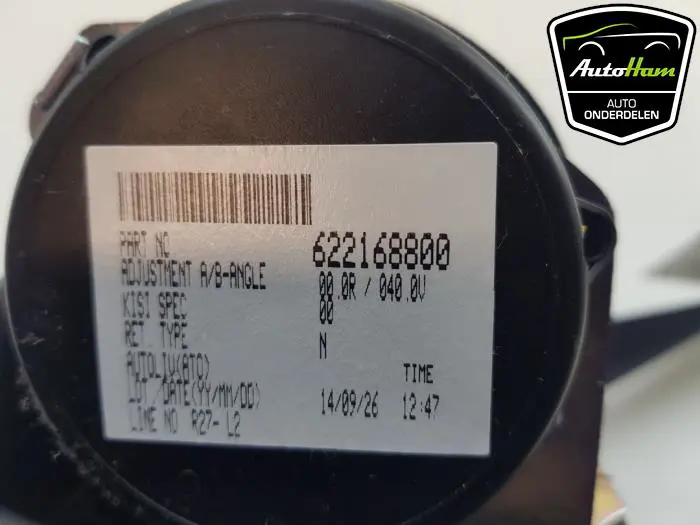 AutoHam
AUTO
ONDERDELEN
PART NO 622168800
ADJUSTMENT A/B-ANGLE 00.0R / 040.0V
KISI SPEC 00
RET. TYPE N
AUTOLIV(ATO) TIME
LOT /DATE(YY/MM/DD) 14/09/26 12:47
LINE NO R27- L2